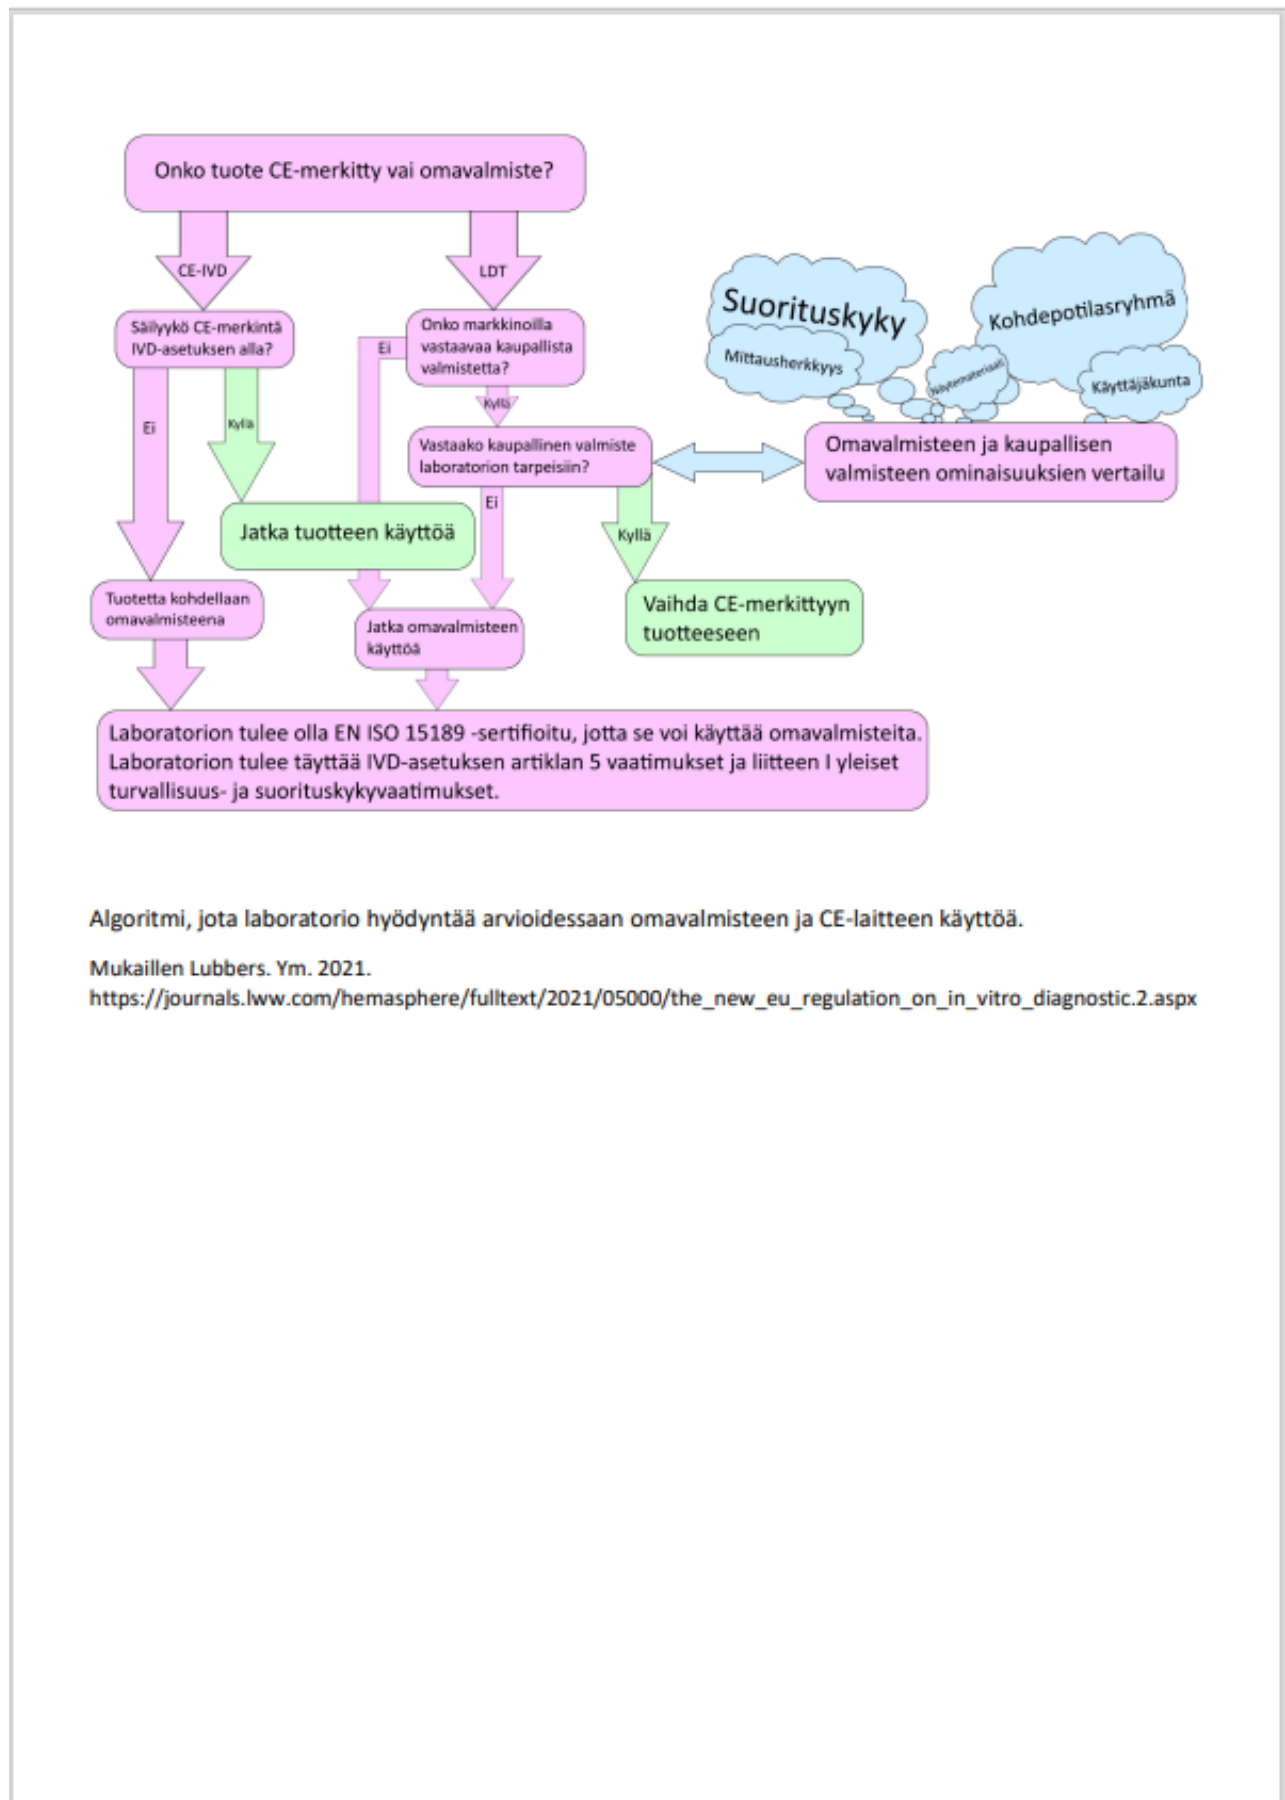 Onko tuote CE-merkitty vai omavalmiste?
CE-IVD
LDT
Säilyykö CE-merkintä
IVD-asetuksen alla?
Onko markkinoilla
vastaavaa kaupallista
valmistetta?
Ei
Kyllä
Ei
Kyllä
Vastaako kaupallinen valmiste
laboratorion tarpeisiin?
Suorituskyky
Mittausherkkyys
Kohdepotilasryhmä
Näytemateriaali
Käyttäjäkunta
Omavalmisteen ja kaupallisen
valmisteen ominaisuuksien vertailu
Ei
Kyllä
Jatka tuotteen käyttöä
Tuotetta kohdellaan
omavalmisteena
Jatka omavalmisteen
käyttöä
Vaihda CE-merkittyyn
tuotteeseen
Laboratorion tulee olla EN ISO 15189 -sertifioitu, jotta se voi käyttää omavalmisteita.
Laboratorion tulee täyttää IVD-asetuksen artiklan 5 vaatimukset ja liitteen I yleiset
turvallisuus- ja suorituskykyvaatimukset.
Algoritmi, jota laboratorio hyödyntää arvioidessaan omavalmisteen ja CE-laitteen käyttöä.
Mukaillen Lubbers. Ym. 2021.
https://journals.lww.com/hemasphere/fulltext/2021/05000/the_new_eu_regulation_on_in_vitro_diagnostic.2.aspx